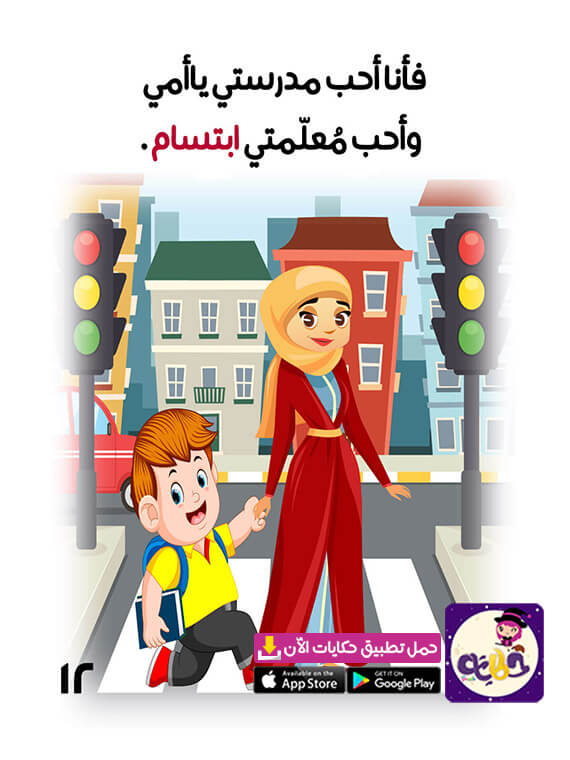 فأنا أحب مدرستي ياأمي
وأحب مُعلّمتي ابتسام .
حمل تطبيق حكايات الآن
Available on the
App Store
GET IT ON
Google Play
١٢